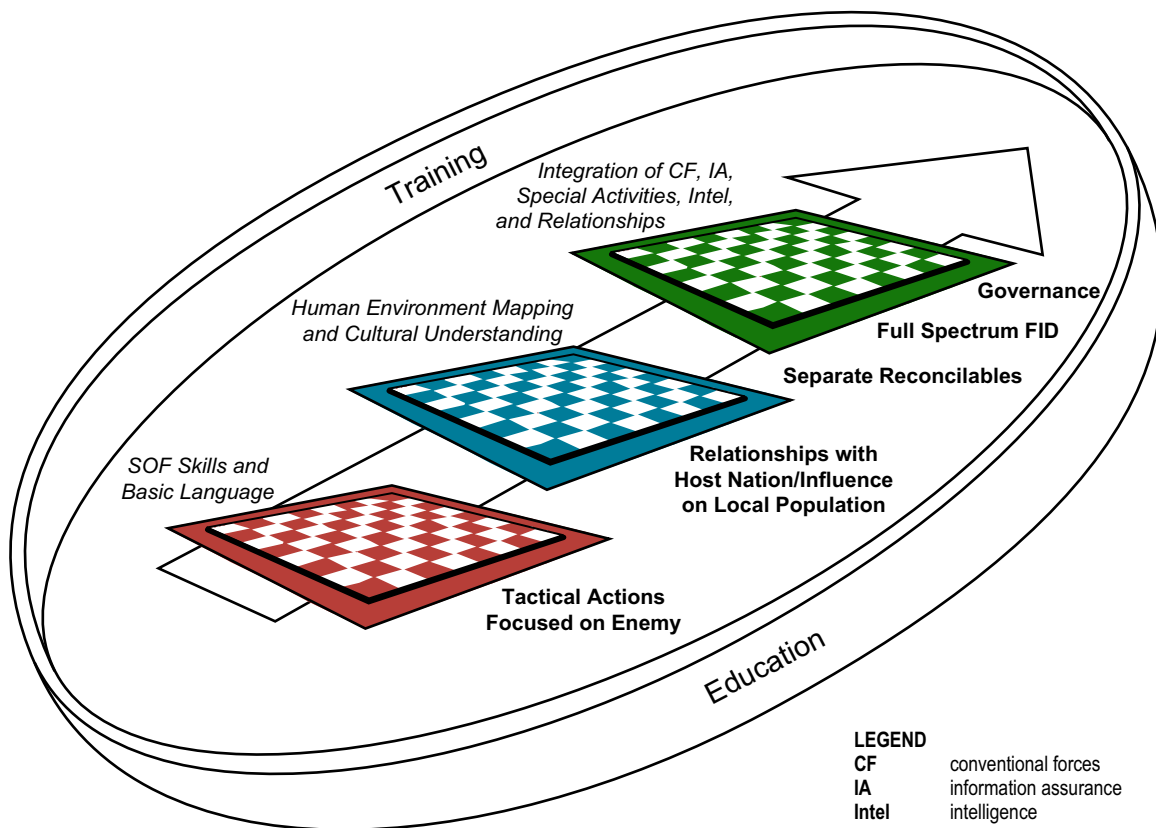 Training
Integration of CF, IA,
Special Activities, Intel,
and Relationships
Governance
Full Spectrum FID
Separate Reconcilables
Human Environment Mapping
and Cultural Understanding
Relationships with
Host Nation/Influence
on Local Population
SOF Skills and
Basic Language
Tactical Actions
Focused on Enemy
Education
LEGEND
CF conventional forces
IA information assurance
Intel intelligence